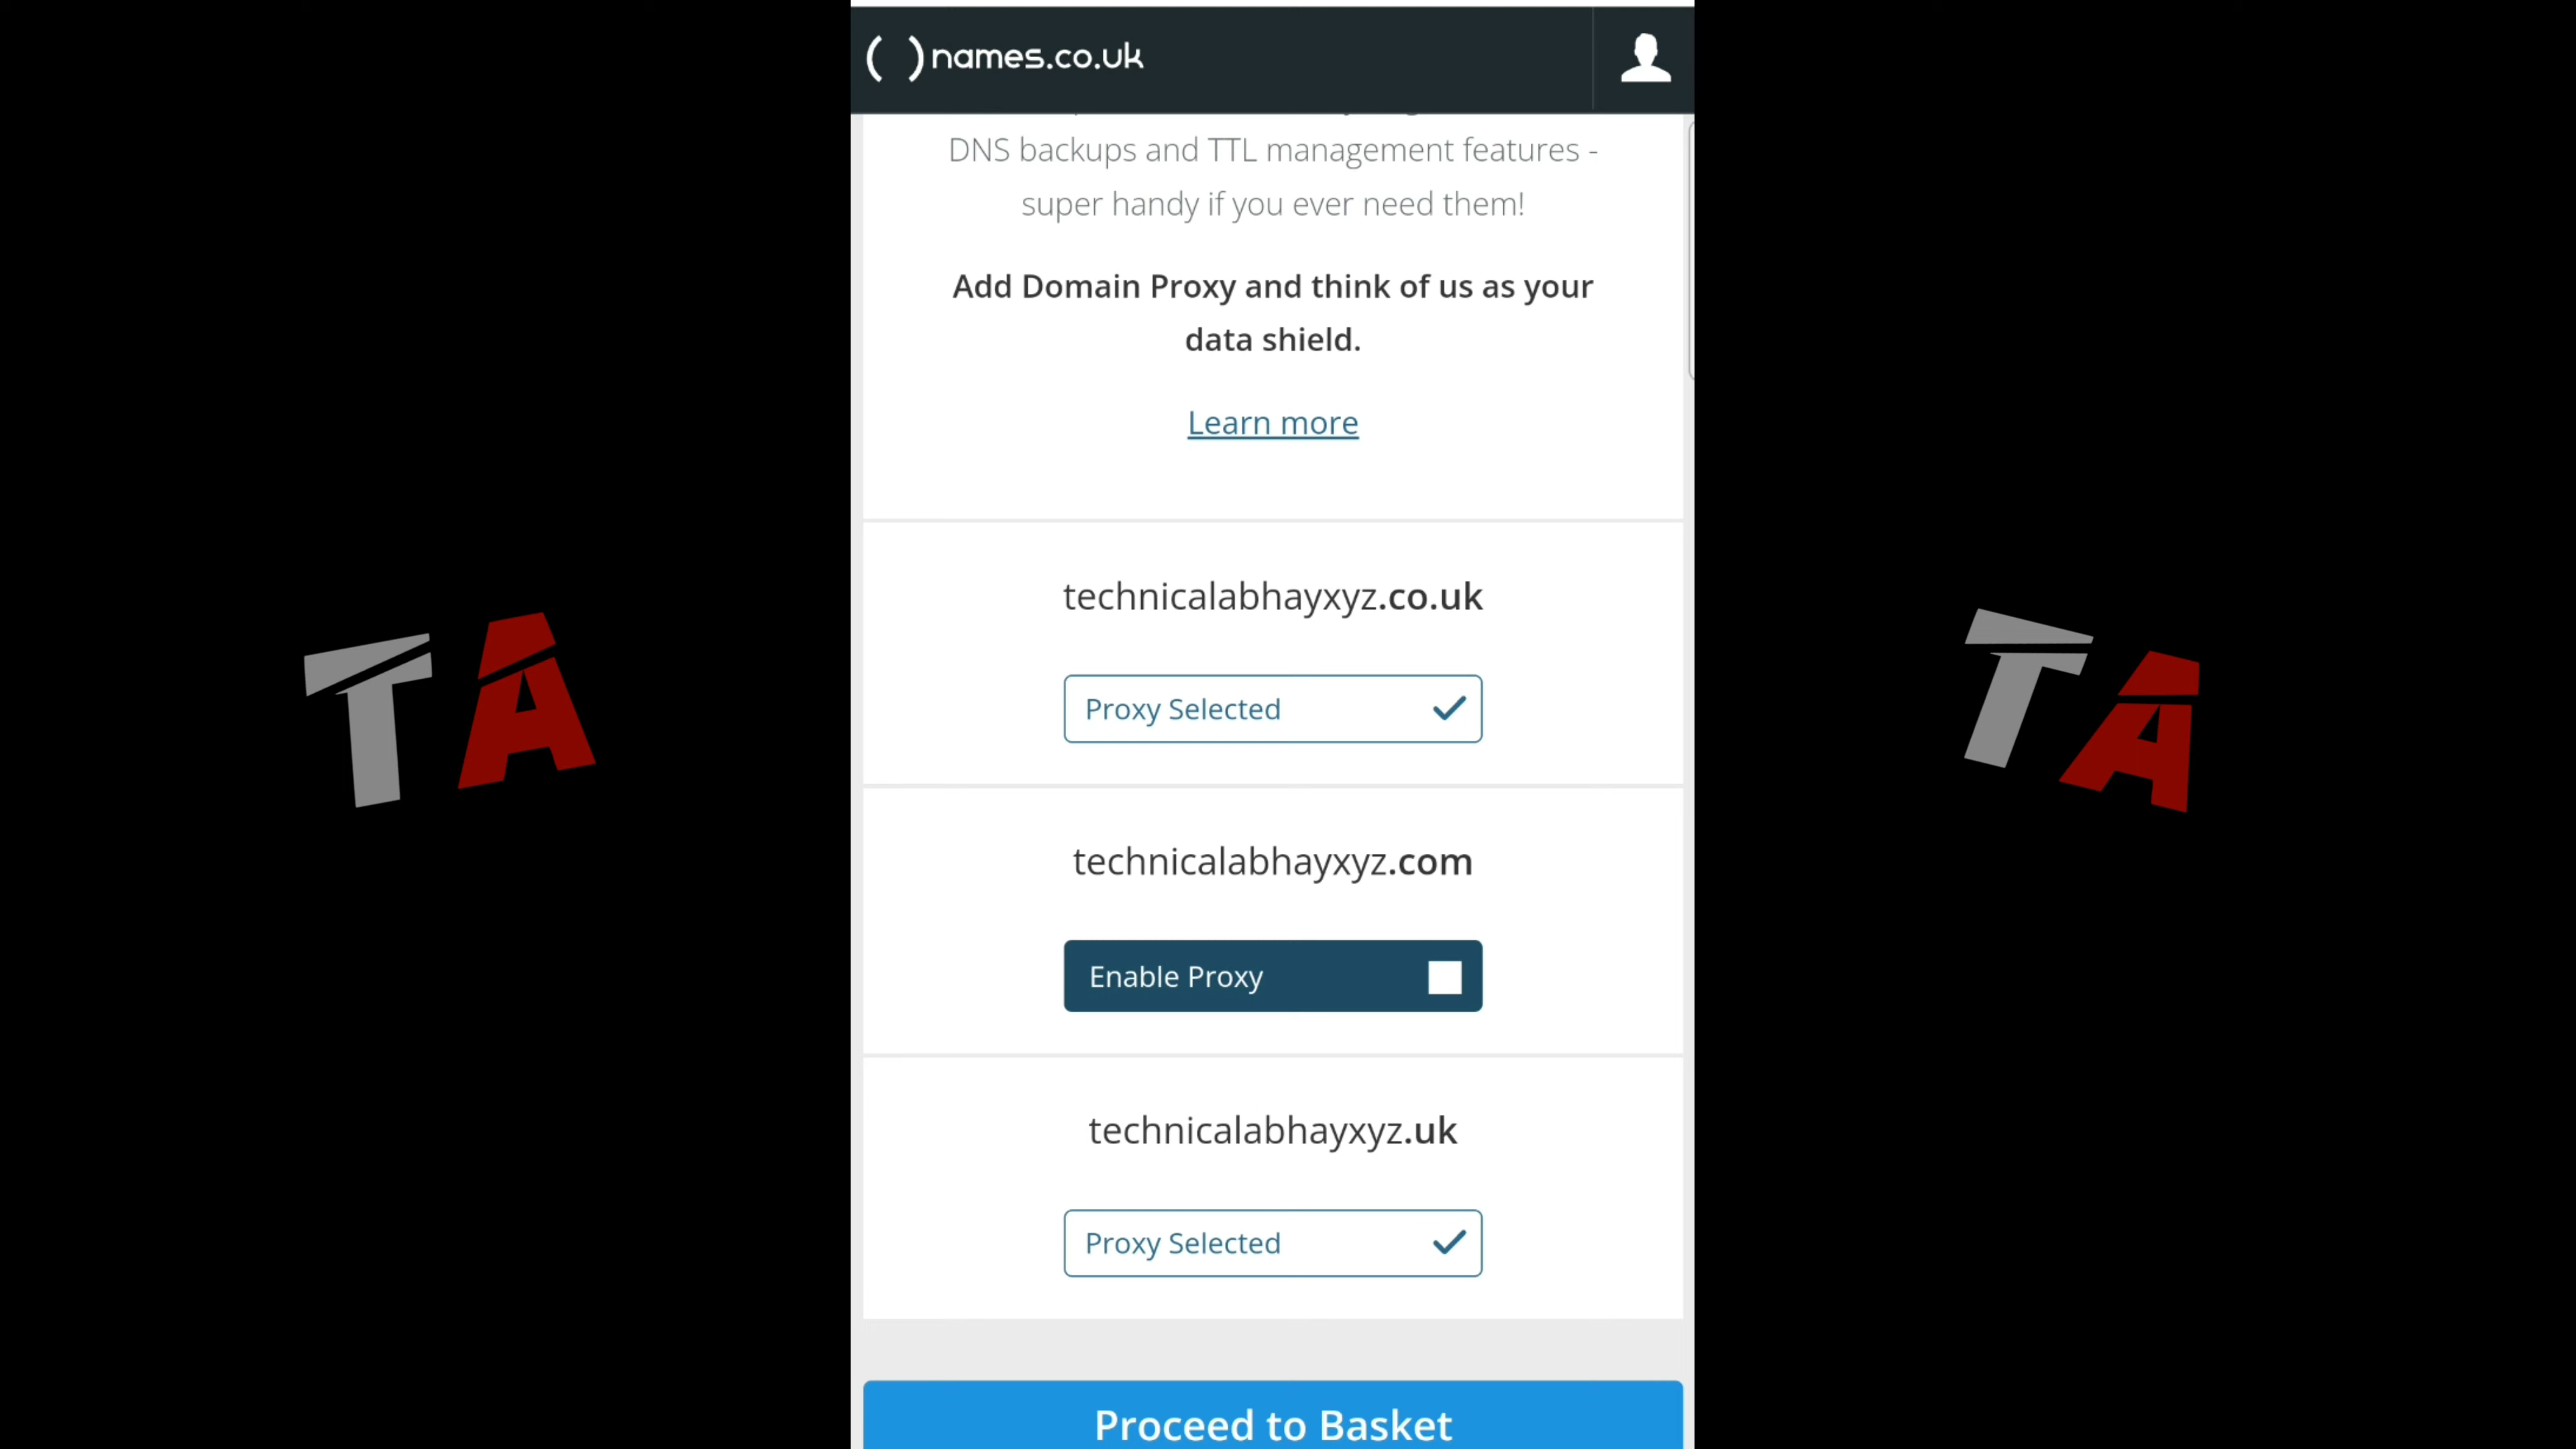 names.co.uk
DNS backups and TTL management features -
super handy if you ever need them!
Add Domain Proxy and think of us as your
data shield.
Learn more
technicalabhayxyz.co.uk
Proxy Selected
TA
TA
technicalabhayxyz.com
Enable Proxy
technicalabhayxyz.uk
Proxy Selected
Proceed to Basket